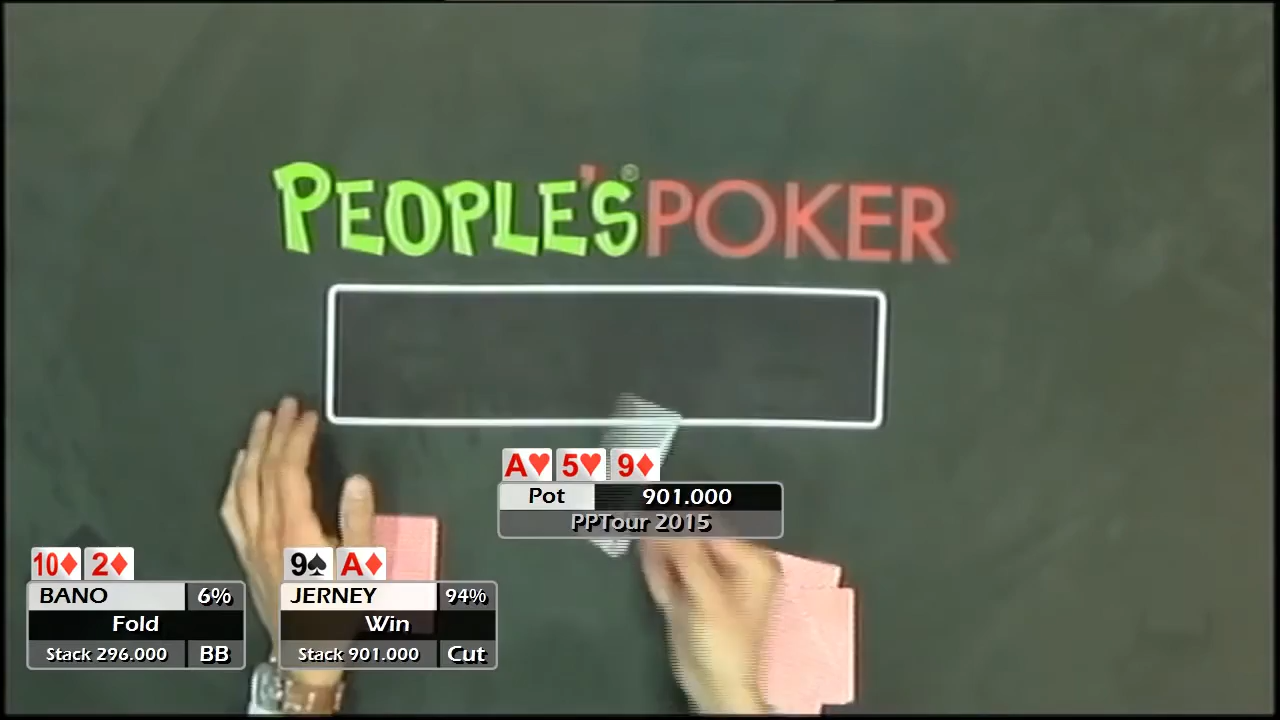 PEOPLE'S® POKER
A♥ 5♥ 9♦
Pot 901.000
PPTour 2015
10♦ 2♦
BANO 6%
Fold
Stack 296.000 BB
9♠ A♦
JERNEY 94%
Win
Stack 901.000 Cut